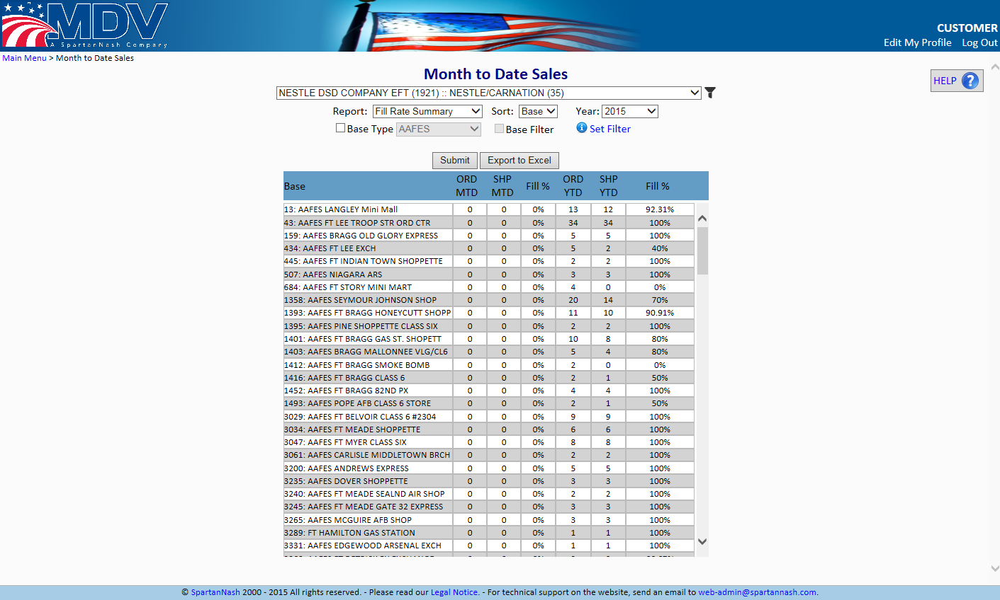 MDV
A SpartanNash Company
CUSTOMER
Edit My Profile Log Out
Main Menu > Month to Date Sales
Month to Date Sales
HELP ?
NESTLE DSD COMPANY EFT (1921) :: NESTLE/CARNATION (35)
Report: Fill Rate Summary Sort: Base Year: 2015
Base Type AAFES Base Filter Set Filter
Submit Export to Excel
Base ORD MTD SHP MTD Fill % ORD YTD SHP YTD Fill %
13: AAFES LANGLEY Mini Mall 0 0 0% 13 12 92.31%
43: AAFES FT LEE TROOP STR ORD CTR 0 0 0% 34 34 100%
159: AAFES BRAGG OLD GLORY EXPRESS 0 0 0% 5 5 100%
434: AAFES FT LEE EXCH 0 0 0% 5 2 40%
445: AAFES FT INDIAN TOWN SHOPPETTE 0 0 0% 2 2 100%
507: AAFES NIAGARA ARS 0 0 0% 3 3 100%
684: AAFES FT STORY MINI MART 0 0 0% 4 0 0%
1358: AAFES SEYMOUR JOHNSON SHOP 0 0 0% 20 14 70%
1393: AAFES FT BRAGG HONEYCUTT SHOPP 0 0 0% 11 10 90.91%
1395: AAFES PINE SHOPPETTE CLASS SIX 0 0 0% 2 2 100%
1401: AAFES FT BRAGG GAS ST. SHOPETT 0 0 0% 10 8 80%
1403: AAFES BRAGG MALLONNEE VLG/CL6 0 0 0% 5 4 80%
1412: AAFES FT BRAGG SMOKE BOMB 0 0 0% 2 0 0%
1416: AAFES FT BRAGG CLASS 6 0 0 0% 2 1 50%
1452: AAFES FT BRAGG 82ND PX 0 0 0% 4 4 100%
1493: AAFES POPE AFB CLASS 6 STORE 0 0 0% 2 1 50%
3029: AAFES FT BELVOIR CLASS 6 #2304 0 0 0% 9 9 100%
3034: AAFES FT MEADE SHOPPETTE 0 0 0% 6 6 100%
3047: AAFES FT MYER CLASS SIX 0 0 0% 8 8 100%
3061: AAFES CARLISLE MIDDLETOWN BRCH 0 0 0% 2 2 100%
3200: AAFES ANDREWS EXPRESS 0 0 0% 5 5 100%
3235: AAFES DOVER SHOPPETTE 0 0 0% 3 3 100%
3240: AAFES FT MEADE SEALND AIR SHOP 0 0 0% 2 2 100%
3245: AAFES FT MEADE GATE 32 EXPRESS 0 0 0% 3 3 100%
3265: AAFES MCGUIRE AFB SHOP 0 0 0% 3 3 100%
3289: FT HAMILTON GAS STATION 0 0 0% 1 1 100%
3331: AAFES EDGEWOOD ARSENAL EXCH 0 0 0% 1 1 100%
© SpartanNash 2000 - 2015 All rights reserved. - Please read our Legal Notice. - For technical support on the website, send an email to web-admin@spartannash.com.